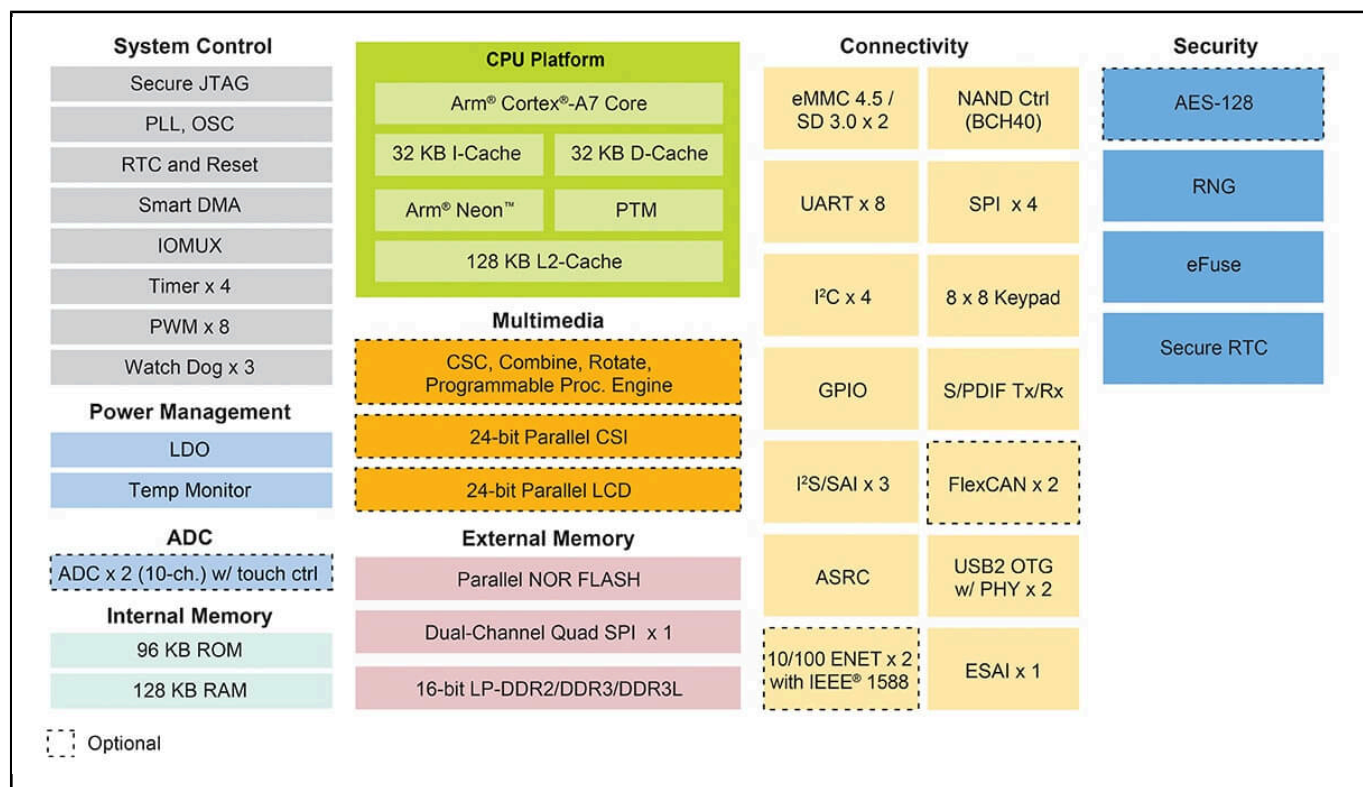 System Control
Secure JTAG
PLL, OSC
RTC and Reset
Smart DMA
IOMUX
Timer x 4
PWM x 8
Watch Dog x 3
Power Management
LDO
Temp Monitor
ADC
ADC x 2 (10-ch.) w/ touch ctrl
Internal Memory
96 KB ROM
128 KB RAM
Optional
CPU Platform
Arm® Cortex®-A7 Core
32 KB I-Cache
32 KB D-Cache
Arm® Neon™
PTM
128 KB L2-Cache
Multimedia
CSC, Combine, Rotate,
Programmable Proc. Engine
24-bit Parallel CSI
24-bit Parallel LCD
External Memory
Parallel NOR FLASH
Dual-Channel Quad SPI x 1
16-bit LP-DDR2/DDR3/DDR3L
Connectivity
eMMC 4.5 /
SD 3.0 x 2
NAND Ctrl
(BCH40)
UART x 8
SPI x 4
I²C x 4
8 x 8 Keypad
GPIO
S/PDIF Tx/Rx
I²S/SAI x 3
FlexCAN x 2
ASRC
USB2 OTG
w/ PHY x 2
10/100 ENET x 2
with IEEE® 1588
ESAI x 1
Security
AES-128
RNG
eFuse
Secure RTC